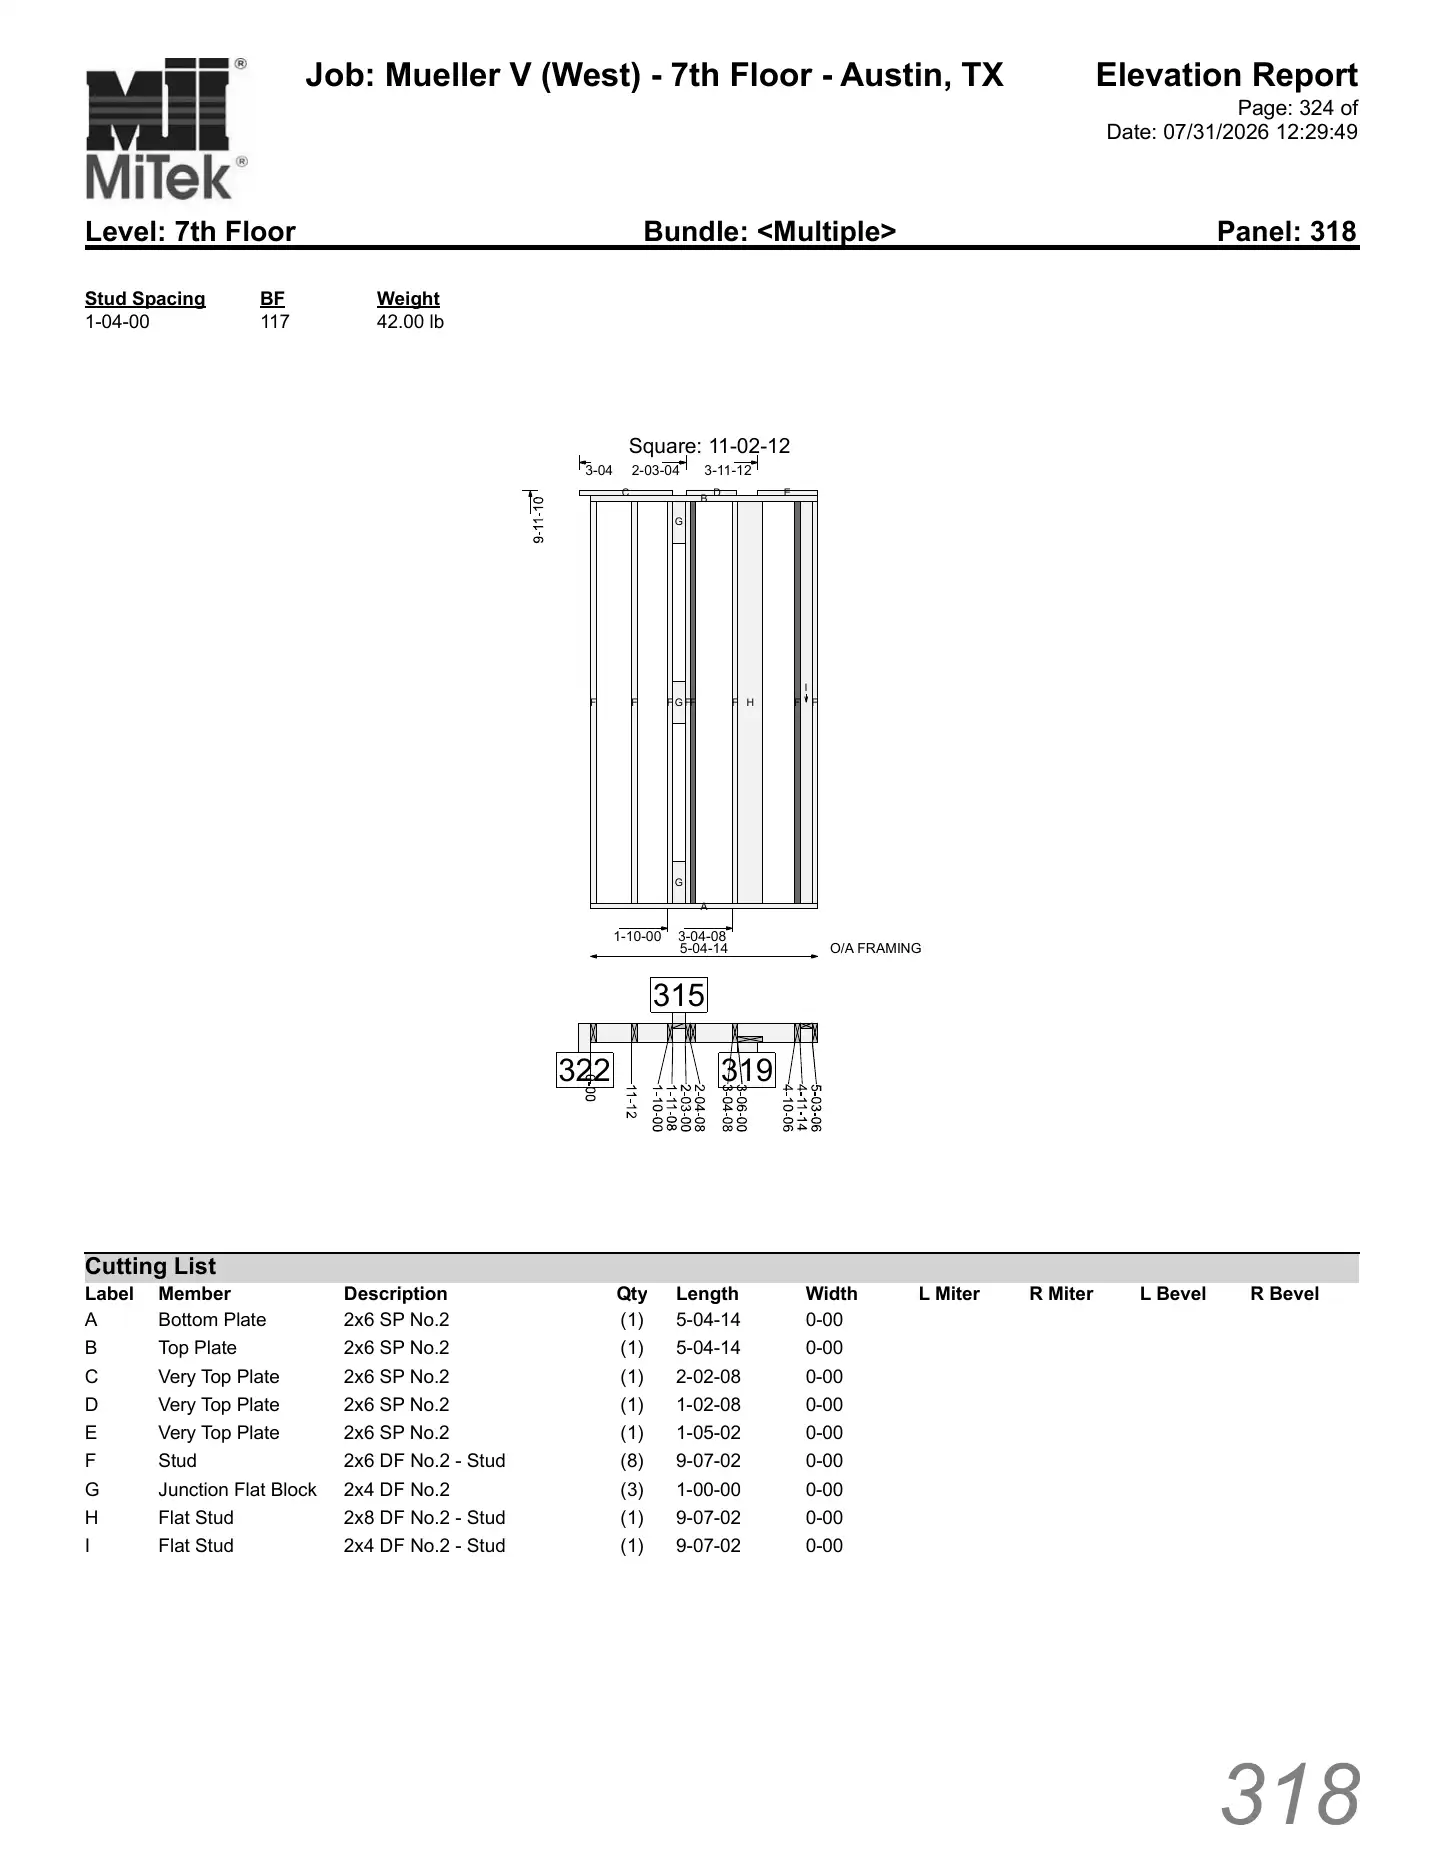 Job: Mueller V (West) - 7th Floor - Austin, TX
Elevation Report
Page: 324 of
Date: 07/31/2026 12:29:49
MiTek®
Level: 7th Floor Bundle: <Multiple> Panel: 318
Stud Spacing BF Weight
1-04-00 117 42.00 lb
Square: 11-02-12
3-04 2-03-04 3-11-12
C D E
B
9-11-10
G
I
F F F G F F F H F F
G
A
1-10-00 3-04-08
5-04-14 O/A FRAMING
315
322 319
0-00 11-12 1-10-00 1-11-08 2-03-00 2-04-08 3-04-08 3-06-00 4-10-06 4-11-14 5-03-06
Cutting List
Label Member Description Qty Length Width L Miter R Miter L Bevel R Bevel
A Bottom Plate 2x6 SP No.2 (1) 5-04-14 0-00
B Top Plate 2x6 SP No.2 (1) 5-04-14 0-00
C Very Top Plate 2x6 SP No.2 (1) 2-02-08 0-00
D Very Top Plate 2x6 SP No.2 (1) 1-02-08 0-00
E Very Top Plate 2x6 SP No.2 (1) 1-05-02 0-00
F Stud 2x6 DF No.2 - Stud (8) 9-07-02 0-00
G Junction Flat Block 2x4 DF No.2 (3) 1-00-00 0-00
H Flat Stud 2x8 DF No.2 - Stud (1) 9-07-02 0-00
I Flat Stud 2x4 DF No.2 - Stud (1) 9-07-02 0-00
318